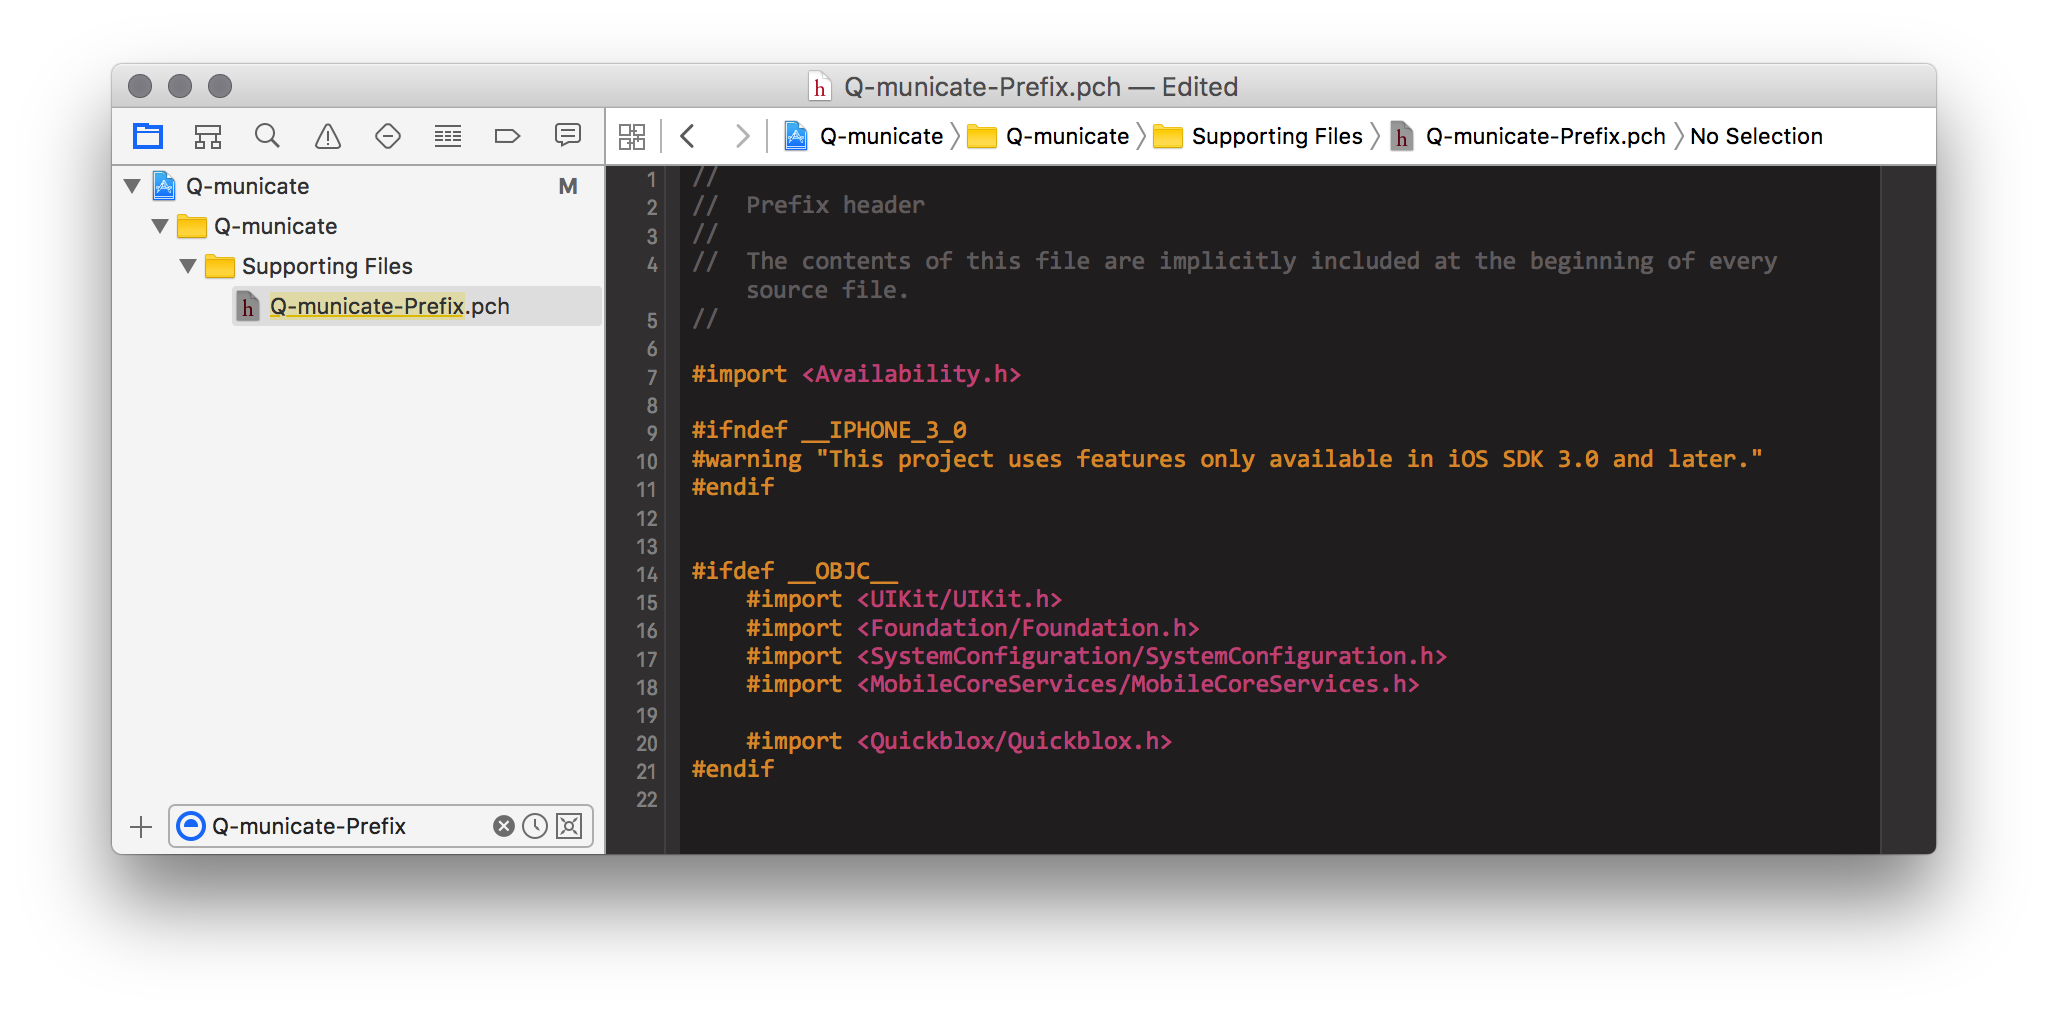 Q-municate-Prefix.pch — Edited
Q-municate
Q-municate
Supporting Files
Q-municate-Prefix.pch
No Selection
Q-municate
M
Q-municate
Supporting Files
Q-municate-Prefix.pch
Q-municate-Prefix
1 //
2 //  Prefix header
3 //
4 //  The contents of this file are implicitly included at the beginning of every
source file.
5 //
6
7 #import <Availability.h>
8
9 #ifndef __IPHONE_3_0
10 #warning "This project uses features only available in iOS SDK 3.0 and later."
11 #endif
12
13
14 #ifdef __OBJC__
15     #import <UIKit/UIKit.h>
16     #import <Foundation/Foundation.h>
17     #import <SystemConfiguration/SystemConfiguration.h>
18     #import <MobileCoreServices/MobileCoreServices.h>
19
20     #import <Quickblox/Quickblox.h>
21 #endif
22